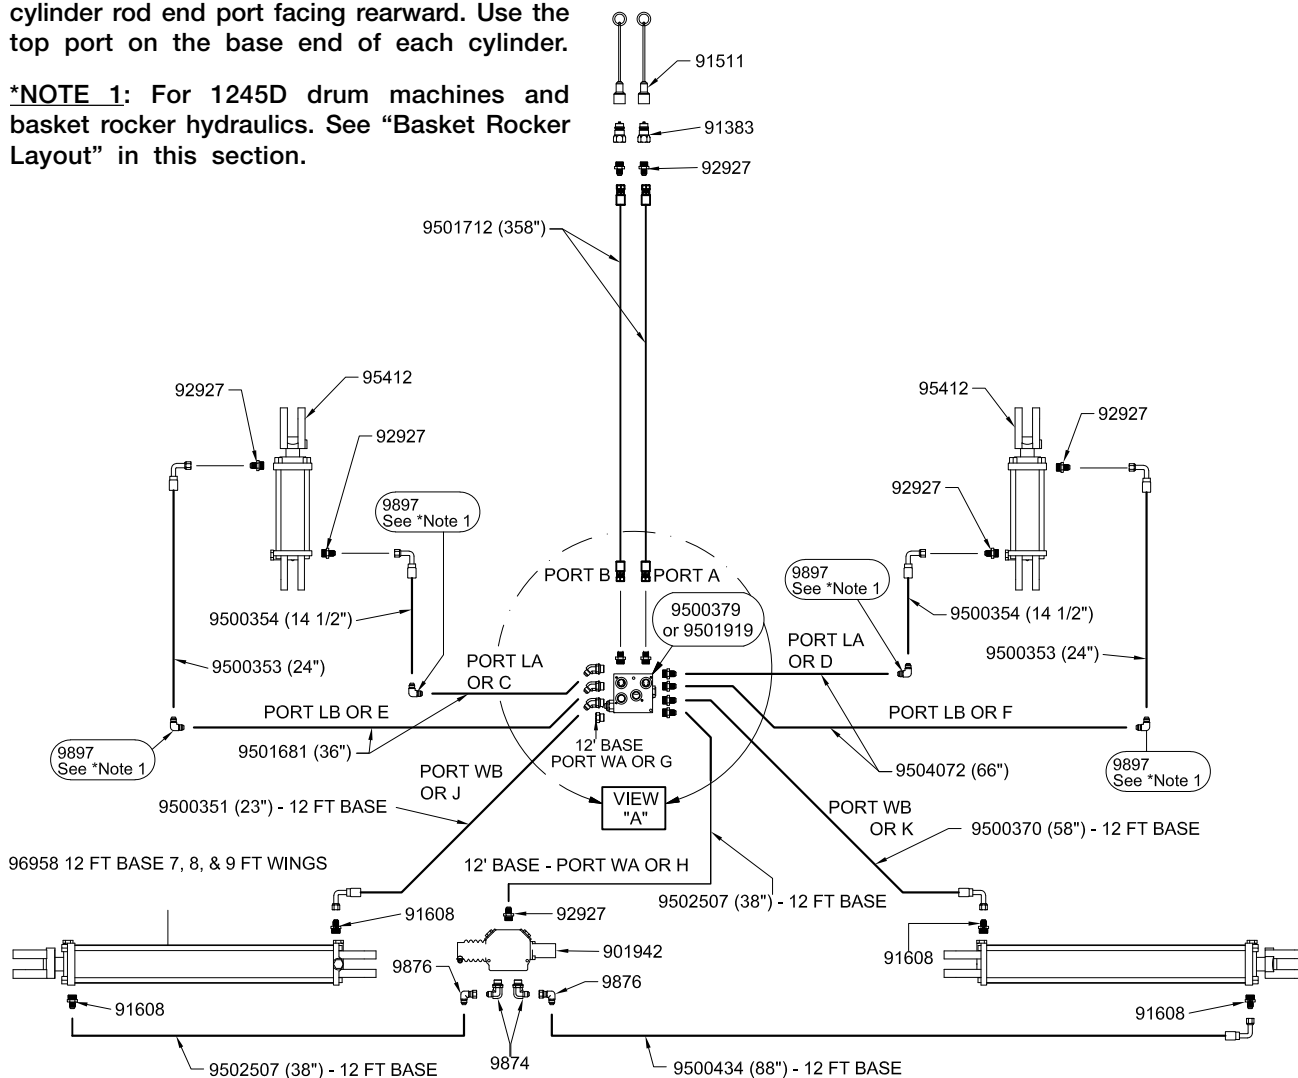 cylinder rod end port facing rearward. Use the
top port on the base end of each cylinder.
*NOTE 1: For 1245D drum machines and
basket rocker hydraulics. See “Basket Rocker
Layout” in this section.
91511
91383
92927
9501712 (358")
95412
92927
92927
9897
See *Note 1
95412
92927
92927
9897
See *Note 1
PORT B
PORT A
9500379
or 9501919
9500354 (14 1/2")
9500353 (24")
PORT LA
OR C
PORT LA
OR D
9500354 (14 1/2")
9500353 (24")
PORT LB OR E
PORT LB OR F
9897
See *Note 1
9501681 (36")
12' BASE
PORT WA OR G
9504072 (66")
9897
See *Note 1
PORT WB
OR J
VIEW
"A"
PORT WB
OR K
9500351 (23") - 12 FT BASE
9500370 (58") - 12 FT BASE
96958 12 FT BASE 7, 8, & 9 FT WINGS
12' BASE - PORT WA OR H
9502507 (38") - 12 FT BASE
91608
92927
901942
91608
9876
9876
91608
91608
9874
9502507 (38") - 12 FT BASE
9500434 (88") - 12 FT BASE